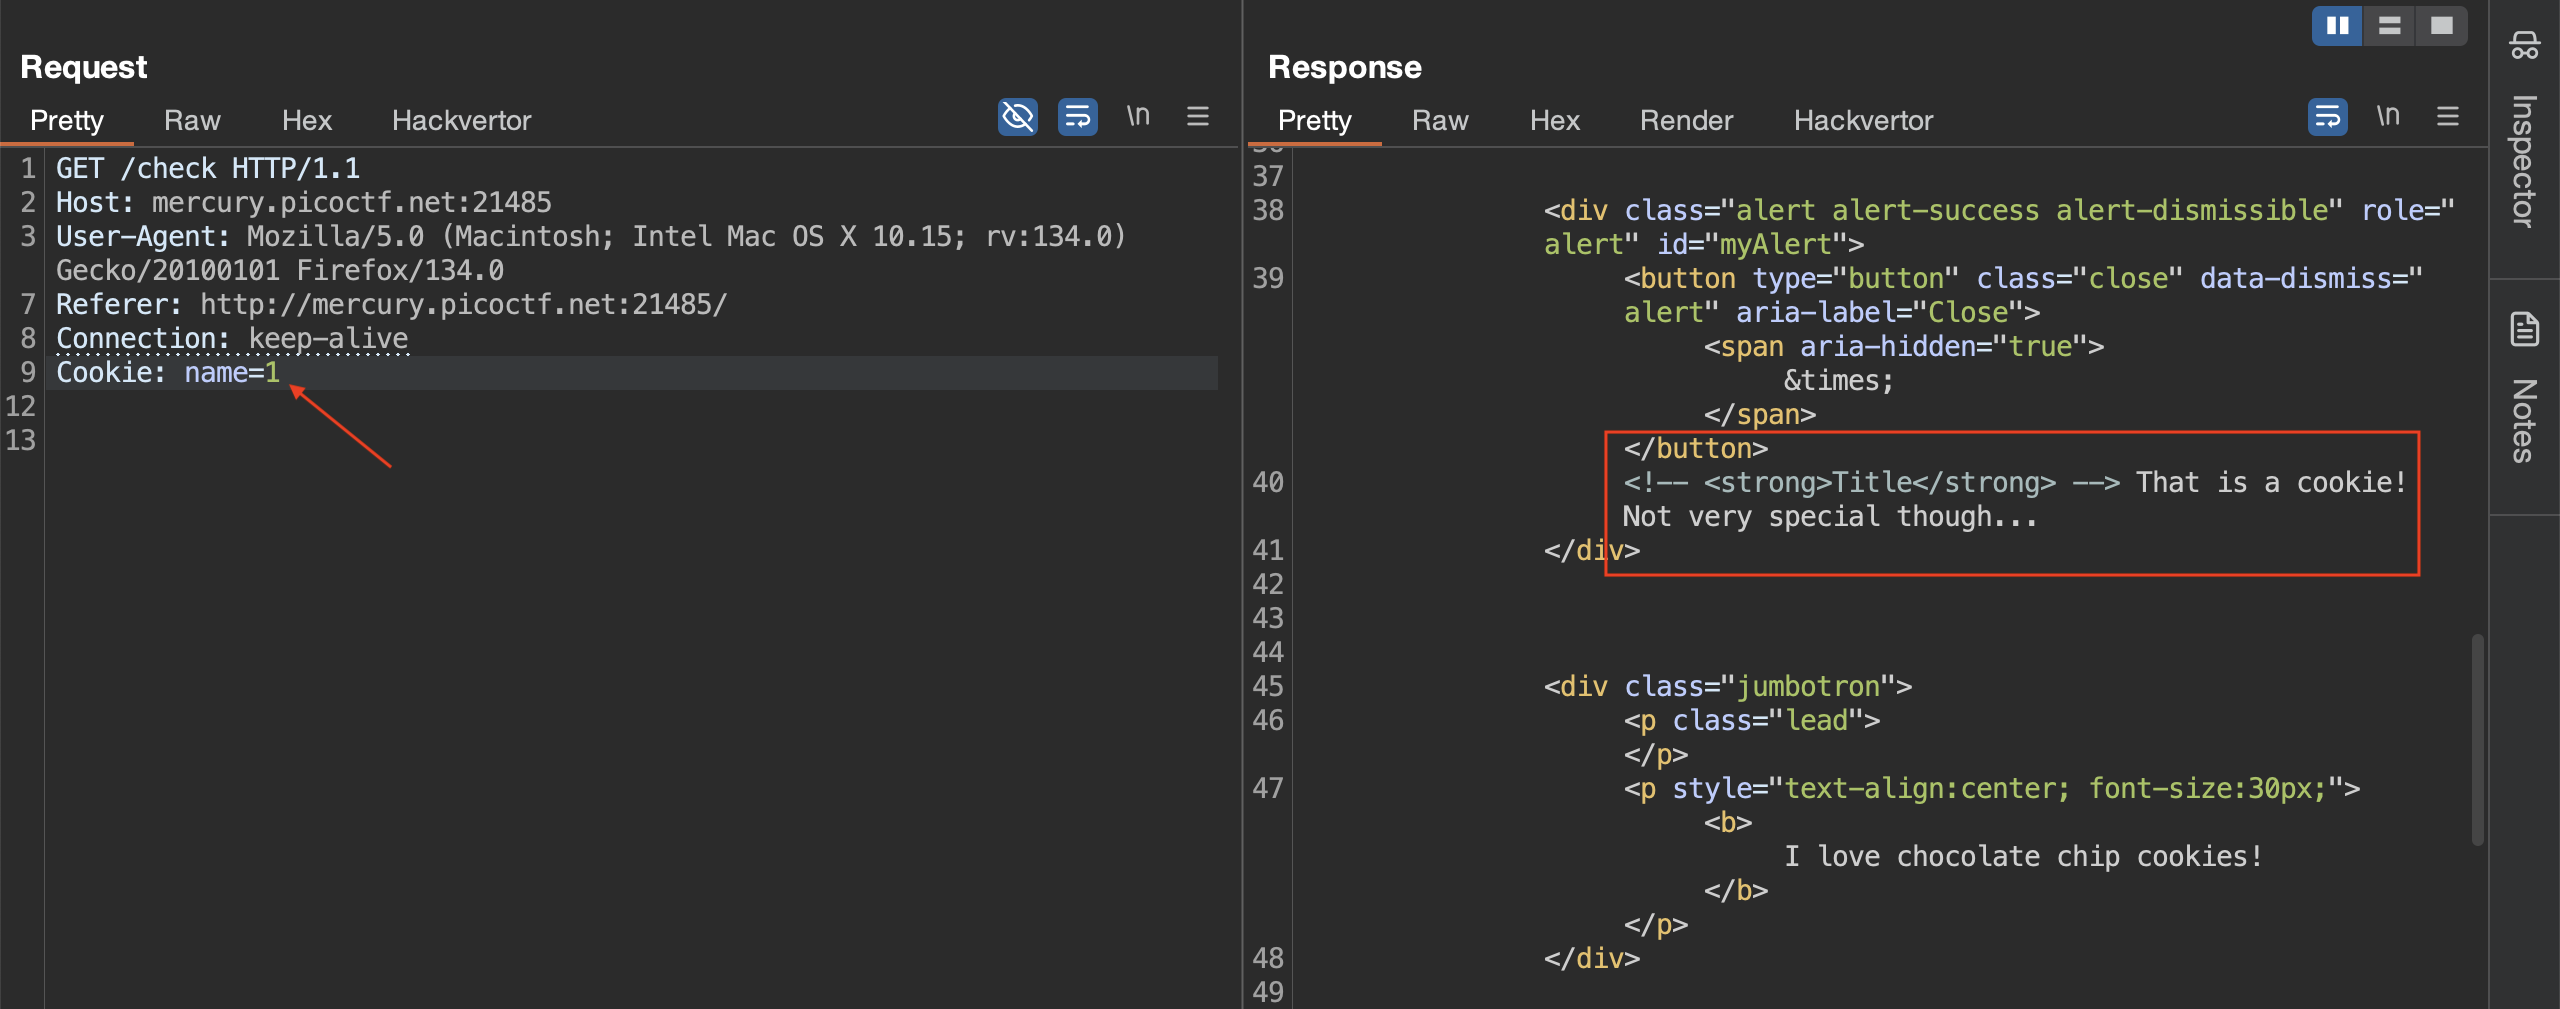 Request
Pretty Raw Hex Hackvertor \n
1 GET /check HTTP/1.1
2 Host: mercury.picoctf.net:21485
3 User-Agent: Mozilla/5.0 (Macintosh; Intel Mac OS X 10.15; rv:134.0)
Gecko/20100101 Firefox/134.0
7 Referer: http://mercury.picoctf.net:21485/
8 Connection: keep-alive
9 Cookie: name=1
12
13
Response
Pretty Raw Hex Render Hackvertor \n
37
38 <div class="alert alert-success alert-dismissible" role="
alert" id="myAlert">
39 <button type="button" class="close" data-dismiss="
alert" aria-label="Close">
<span aria-hidden="true">
&times;
</span>
</button>
40 <!-- <strong>Title</strong> --> That is a cookie!
Not very special though...
41 </div>
42
43
44
45 <div class="jumbotron">
46 <p class="lead">
</p>
47 <p style="text-align:center; font-size:30px;">
<b>
I love chocolate chip cookies!
</b>
</p>
48 </div>
49
Inspector
Notes